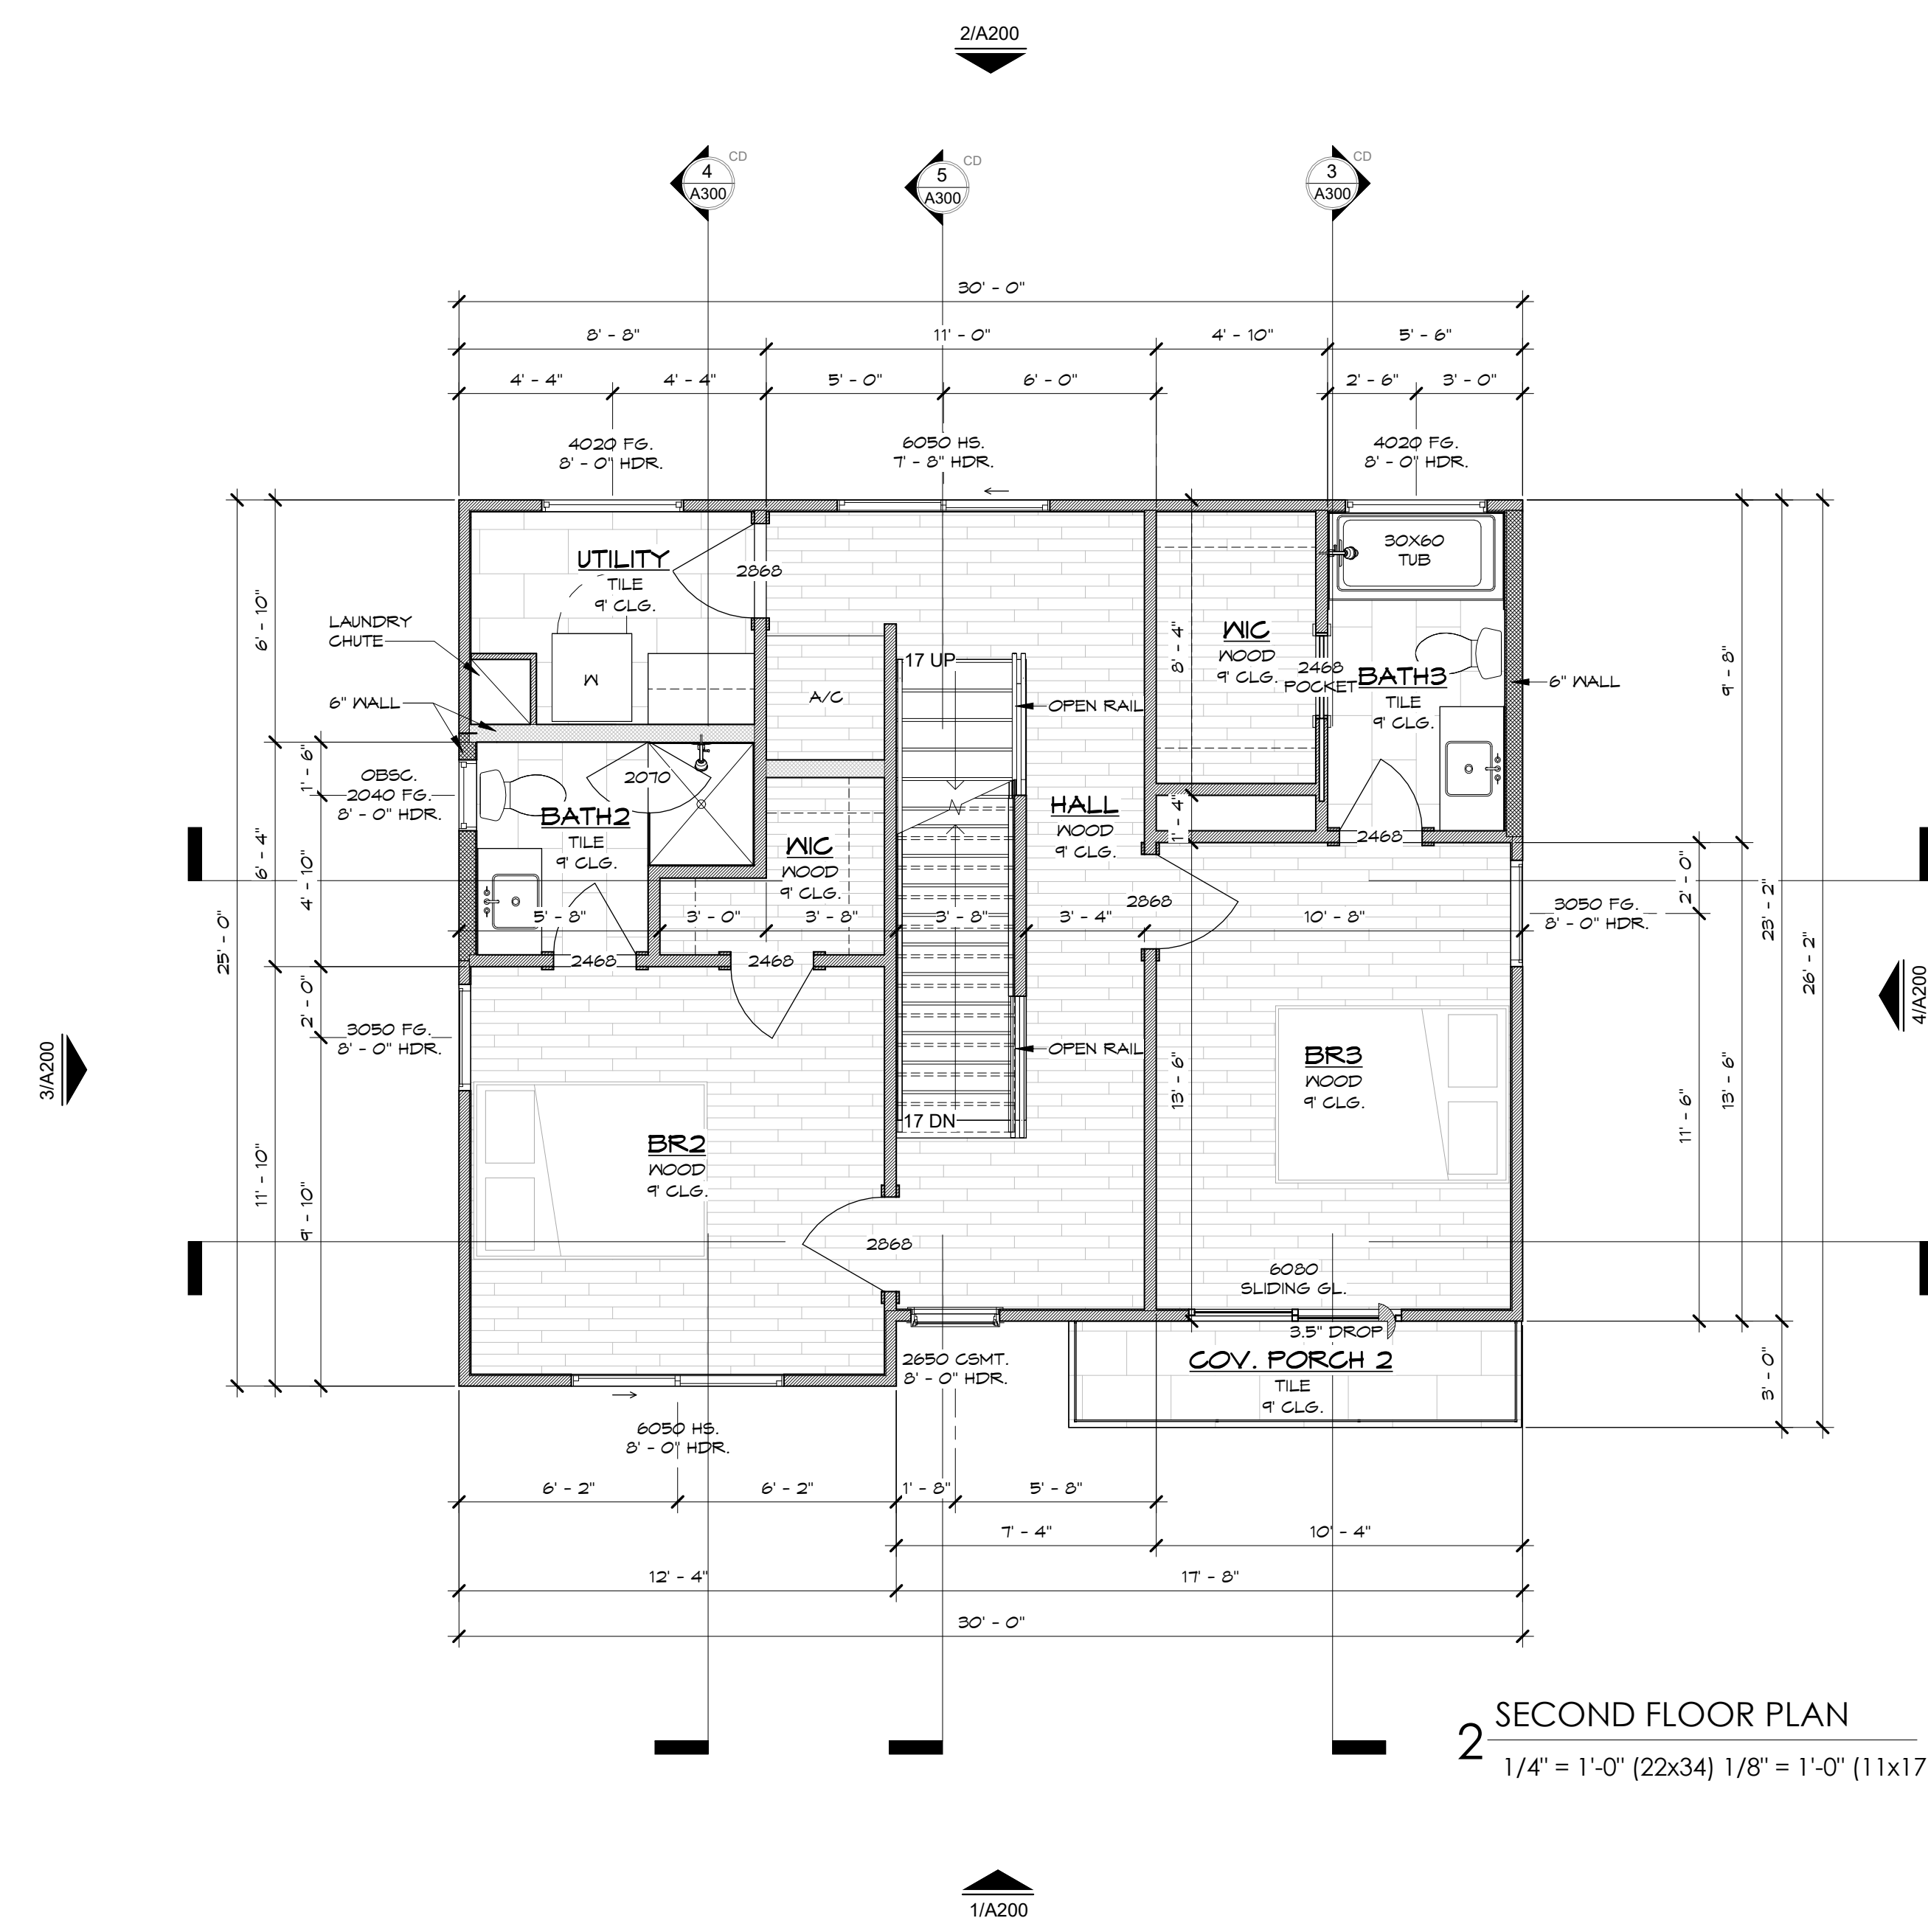 2/A200
CD
4
A300
CD
5
A300
CD
3
A300
30' - 0"
8' - 8"
11' - 0"
4' - 10"
5' - 6"
4' - 4"
4' - 4"
5' - 0"
6' - 0"
2' - 6"
3' - 0"
4020 FG.
8' - 0" HDR.
6050 HS.
7' - 8" HDR.
4020 FG.
8' - 0" HDR.
UTILITY
TILE
9' CLG.
2868
30X60
TUB
LAUNDRY
CHUTE
6" WALL
M
A/C
17 UP
OPEN RAIL
WIC
WOOD
9' CLG.
2468
POCKET
BATH3
TILE
9' CLG.
6" WALL
8' - 4"
1' - 4"
6' - 10"
1' - 6"
6' - 4"
4' - 10"
25' - 0"
2' - 0"
11' - 10"
9' - 10"
OBSC.
2040 FG.
8' - 0" HDR.
2070
BATH2
TILE
9' CLG.
WIC
WOOD
9' CLG.
HALL
WOOD
9' CLG.
2468
2868
5' - 8"
3' - 0"
3' - 8"
3' - 8"
3' - 4"
10' - 8"
2468
2468
3050 FG.
8' - 0" HDR.
3050 FG.
8' - 0" HDR.
9' - 8"
2' - 0"
23' - 2"
26' - 2"
13' - 6"
11' - 6"
3' - 0"
3/A200
4/A200
OPEN RAIL
13' - 6"
BR3
WOOD
9' CLG.
17 DN
BR2
WOOD
9' CLG.
2868
6080
SLIDING GL.
3.5" DROP
COV. PORCH 2
TILE
9' CLG.
2650 CSMT.
8' - 0" HDR.
6050 HS.
8' - 0" HDR.
6' - 2"
6' - 2"
1' - 8"
5' - 8"
7' - 4"
10' - 4"
12' - 4"
17' - 8"
30' - 0"
2
SECOND FLOOR PLAN
1/4" = 1'-0" (22x34) 1/8" = 1'-0" (11x17
1/A200